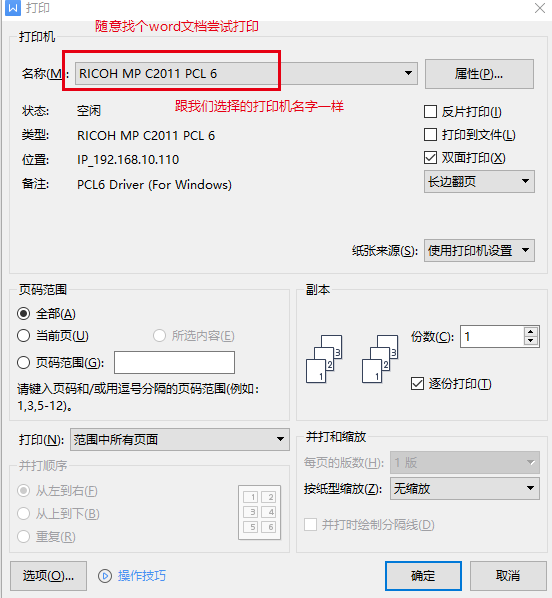 打印
随意找个word文档尝试打印
打印机
名称(M): RICOH MP C2011 PCL 6 属性(P)...
跟我们选择的打印机名字一样
状态: 空闲 反片打印(I)
类型: RICOH MP C2011 PCL 6 打印到文件(L)
位置: IP_192.168.10.110 双面打印(X)
备注: PCL6 Driver (For Windows) 长边翻页
纸张来源(S): 使用打印机设置
页码范围 副本
全部(A)
当前页(U) 所选内容(E) 份数(C): 1
页码范围(G):
1 2 3 1 2 3
请键入页码和/或用逗号分隔的页码范围(例如: 逐份打印(T)
1,3,5-12)。
打印(N): 范围中所有页面 并打和缩放
并打顺序 每页的版数(H): 1 版
从左到右(F) 按纸型缩放(Z): 无缩放
1 2
从上到下(B) 3 4 并打时绘制分隔线(D)
5 6
重复(R)
选项(O)... 操作技巧 确定 取消